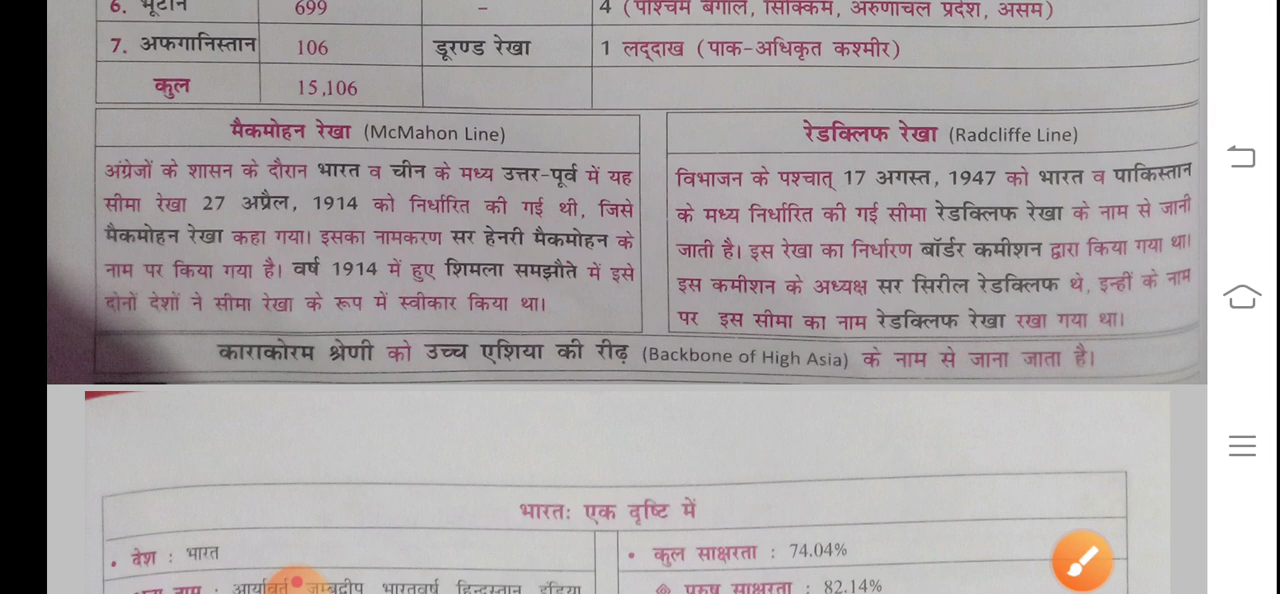 6. भूटान 699 – 4 (पश्चिम बंगाल, सिक्किम, अरुणाचल प्रदेश, असम)
7. अफगानिस्तान 106 डूरण्ड रेखा 1 लद्दाख (पाक-अधिकृत कश्मीर)
कुल 15,106
मैकमोहन रेखा (McMahon Line)
अंग्रेजों के शासन के दौरान भारत व चीन के मध्य उत्तर-पूर्व में यह
सीमा रेखा 27 अप्रैल, 1914 को निर्धारित की गई थी, जिसे
मैकमोहन रेखा कहा गया। इसका नामकरण सर हेनरी मैकमोहन के
नाम पर किया गया है। वर्ष 1914 में हुए शिमला समझौते में इसे
दोनों देशों ने सीमा रेखा के रूप में स्वीकार किया था।
रेडक्लिफ रेखा (Radcliffe Line)
विभाजन के पश्चात् 17 अगस्त, 1947 को भारत व पाकिस्तान
के मध्य निर्धारित की गई सीमा रेडक्लिफ रेखा के नाम से जानी
जाती है। इस रेखा का निर्धारण बॉर्डर कमीशन द्वारा किया गया था।
इस कमीशन के अध्यक्ष सर सिरील रेडक्लिफ थे, इन्हीं के नाम
पर इस सीमा का नाम रेडक्लिफ रेखा रखा गया था।
काराकोरम श्रेणी को उच्च एशिया की रीढ़ (Backbone of High Asia) के नाम से जाना जाता है।
भारतः एक दृष्टि में
• देश : भारत
नाम : आर्यावर्त जम्बूद्वीप भारतवर्ष हिन्दुस्तान इंडिया
• कुल साक्षरता : 74.04%
पुरुष साक्षरता : 82.14%